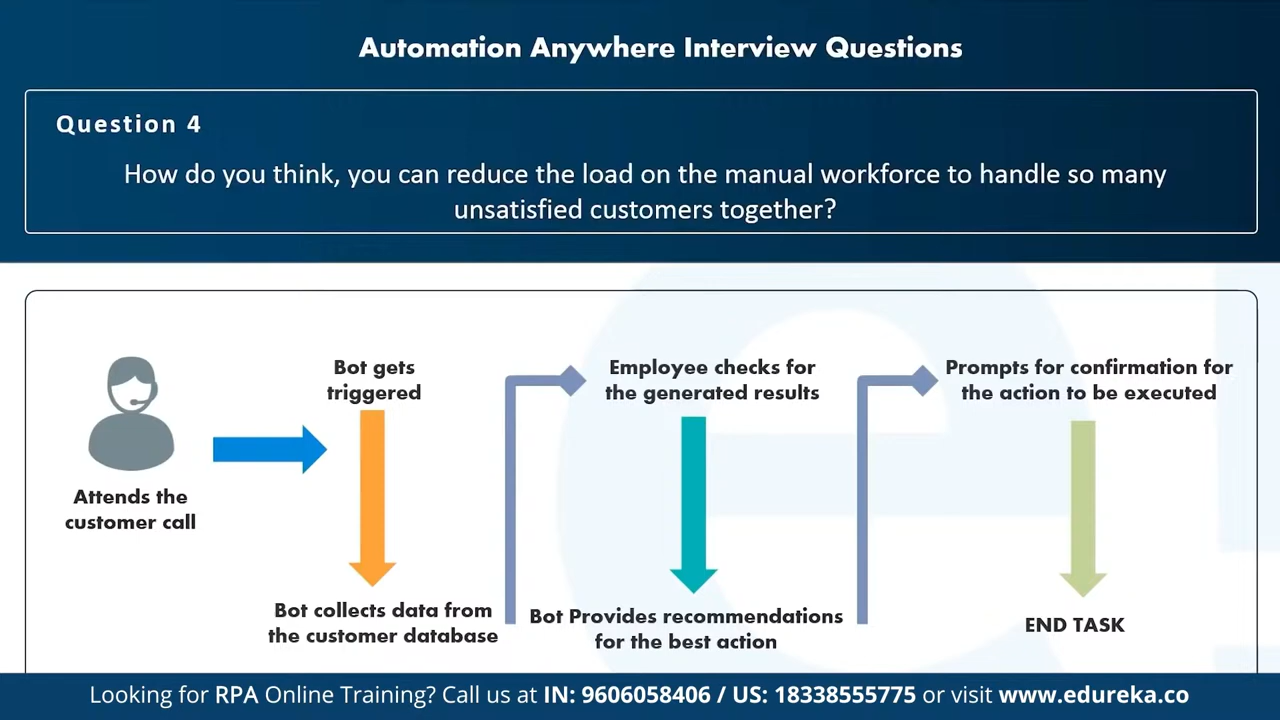 Automation Anywhere Interview Questions
Question 4
How do you think, you can reduce the load on the manual workforce to handle so many
unsatisfied customers together?
Attends the
customer call
Bot gets
triggered
Bot collects data from
the customer database
Employee checks for
the generated results
Bot Provides recommendations
for the best action
Prompts for confirmation for
the action to be executed
END TASK
Looking for RPA Online Training? Call us at IN: 9606058406 / US: 18338555775 or visit www.edureka.co